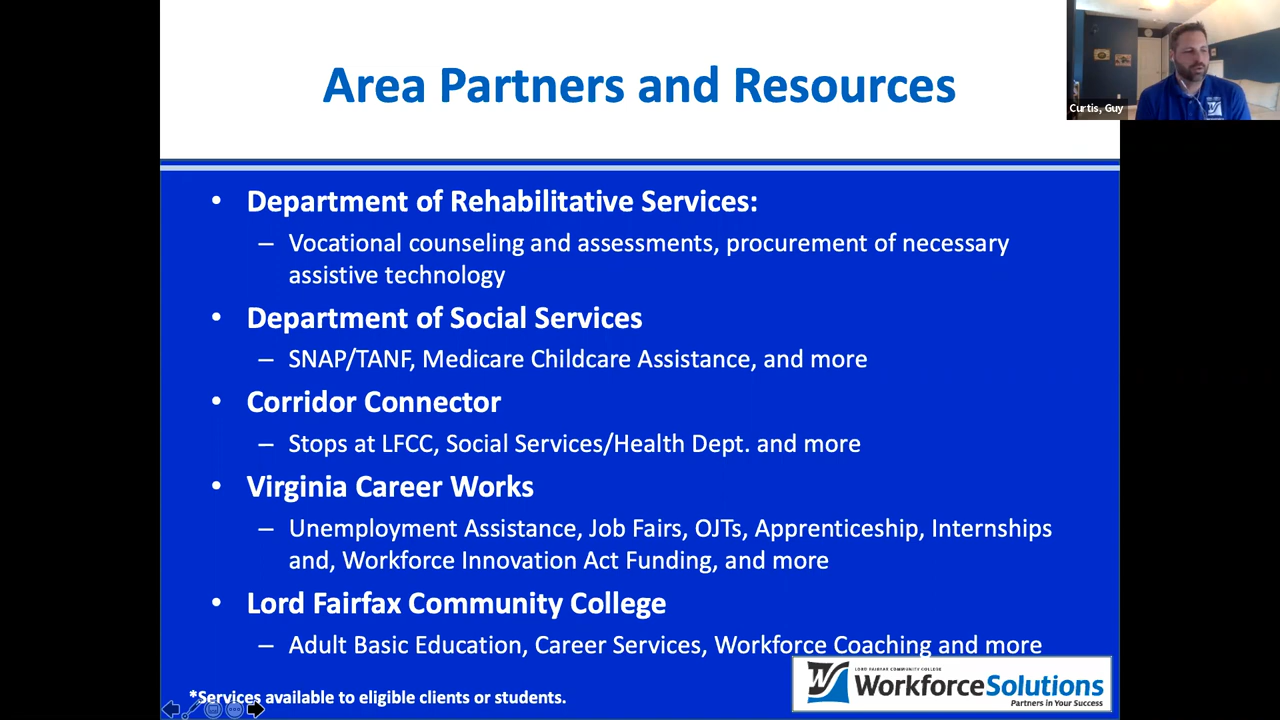 Area Partners and Resources
Curtis, Guy
• Department of Rehabilitative Services:
– Vocational counseling and assessments, procurement of necessary
assistive technology
• Department of Social Services
– SNAP/TANF, Medicare Childcare Assistance, and more
• Corridor Connector
– Stops at LFCC, Social Services/Health Dept. and more
• Virginia Career Works
– Unemployment Assistance, Job Fairs, OJTs, Apprenticeship, Internships
and, Workforce Innovation Act Funding, and more
• Lord Fairfax Community College
– Adult Basic Education, Career Services, Workforce Coaching and more
*Services available to eligible clients or students.
LORD FAIRFAX COMMUNITY COLLEGE
WorkforceSolutions
Partners in Your Success